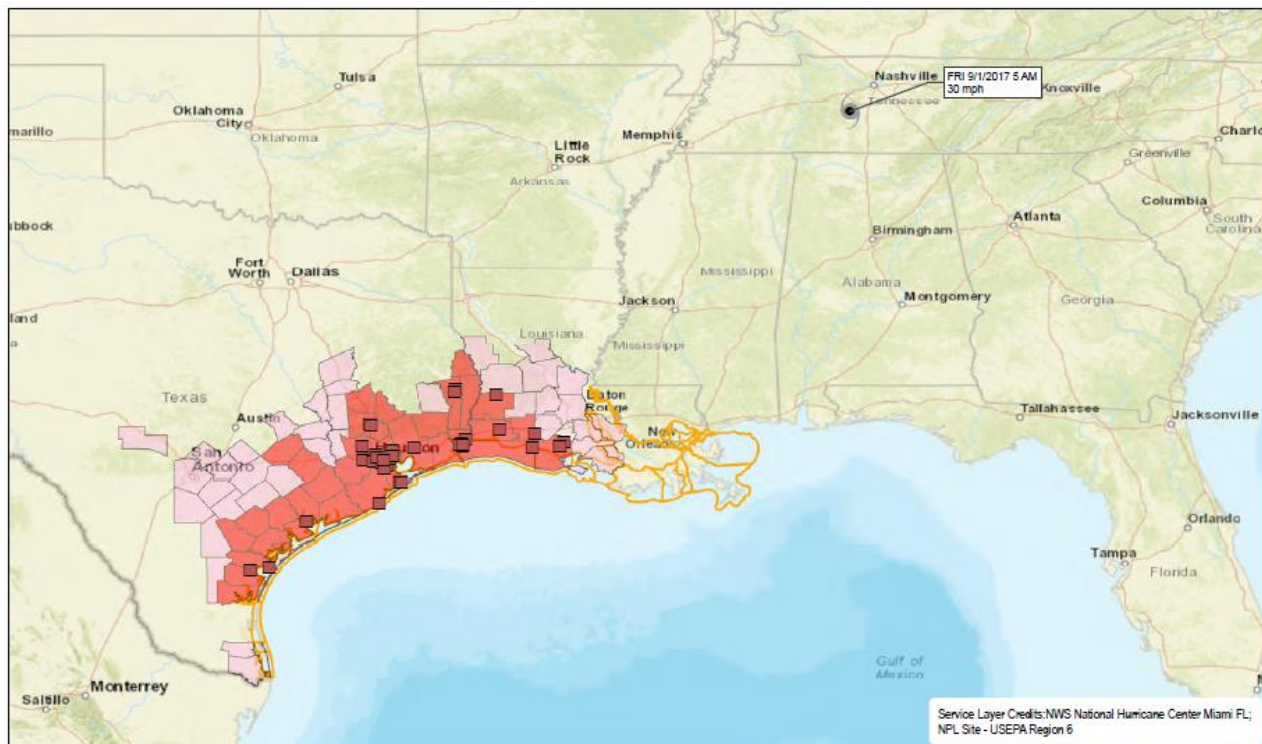 Tulsa
Oklahoma
City
Oklahoma
marillo
Memphis
Nashville
FRI 9/1/2017 5 AM
30 mph
Tennessee
Knoxville
Charlo
Little
Rock
Arkansas
Greenville
Columbia
South
Carolina
Atlanta
Birmingham
Mississippi
Alabama
Georgia
Montgomery
ubbock
Fort
Worth
Dallas
Jackson
Mississippi
Louisiana
land
Texas
Austin
San
Antonio
Houston
Baton
Rouge
New
Orleans
Tallahassee
Jacksonville
Orlando
Tampa
Florida
Gulf of
Mexico
Monterrey
Saltillo
M
Service Layer Credits:NWS National Hurricane Center Miami FL;
NPL Site - USEPA Region 6